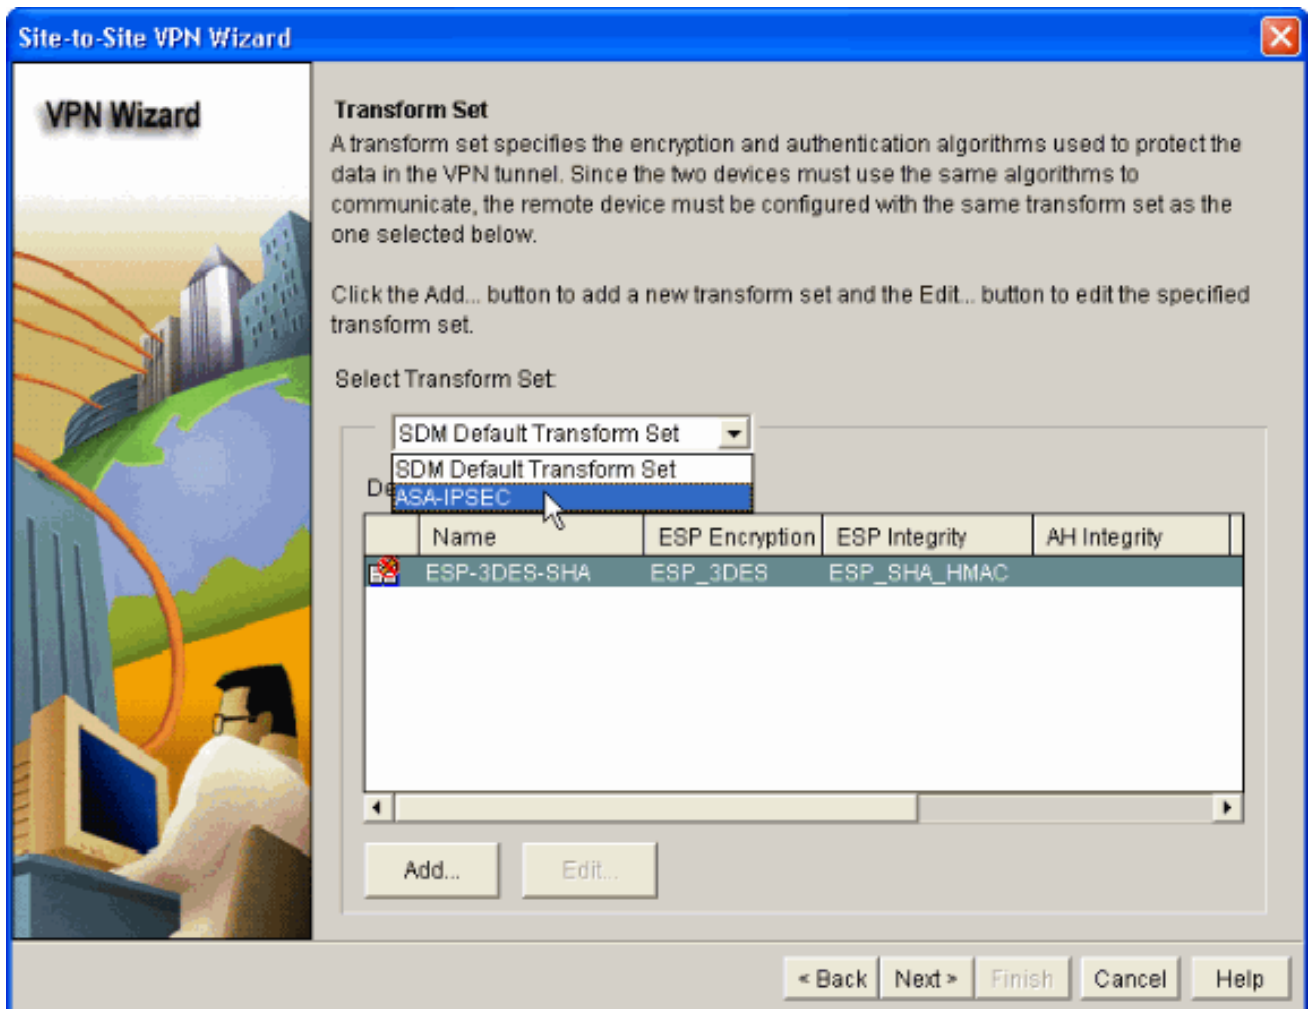 Site-to-Site VPN Wizard
VPN Wizard
Transform Set
A transform set specifies the encryption and authentication algorithms used to protect the
data in the VPN tunnel. Since the two devices must use the same algorithms to
communicate, the remote device must be configured with the same transform set as the
one selected below.
Click the Add... button to add a new transform set and the Edit... button to edit the specified
transform set.
Select Transform Set:
SDM Default Transform Set
SDM Default Transform Set
ASA-IPSEC
Name ESP Encryption ESP Integrity AH Integrity
ESP-3DES-SHA ESP_3DES ESP_SHA_HMAC
Add... Edit...
< Back Next > Finish Cancel Help